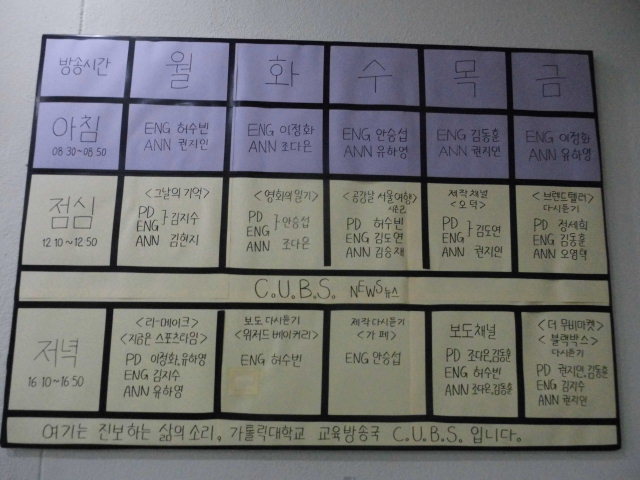 방송시간 월 화 수 목 금
아침
08:30~08:50
ENG 허수빈
ANN 권지인
ENG 이정화
ANN 조다은
ENG 안승섭
ANN 유하영
ENG 김동훈
ANN 권지인
ENG 이정화
ANN 유하영
점심
12:10~12:50
<그날의 기억>
PD
ENG } 김지수
ANN 김현지
<영화의 일기>
PD
ENG } 안승섭
ANN 조다은
<공강날 서울여행>
PD 허수빈
ENG 김도연
ANN 김승재
제작채널
<오덕>
PD
ENG } 김도연
ANN 권지인
<브랜드텔러>
다시듣기
PD 정세희
ENG 김동훈
ANN 오영택
C.U.B.S. NEWS 뉴스
저녁
16:10~16:50
<리-메이크>
<지금은 스포츠타임>
PD 이정화, 유하영
ENG 김지수
ANN 유하영
보도 다시듣기
<위저드 베이커리>
ENG 허수빈
제작 다시듣기
<가페>
ENG 안승섭
보도채널
PD 조다은, 김동훈
ENG 허수빈
ANN 조다은, 김동훈
<더 무비마켓>
<블랙박스>
다시듣기
PD 권지인, 김동훈
ENG 김지수
ANN 권지인
여기는 진보하는 삶의 소리, 가톨릭대학교 교육방송국 C.U.B.S. 입니다.